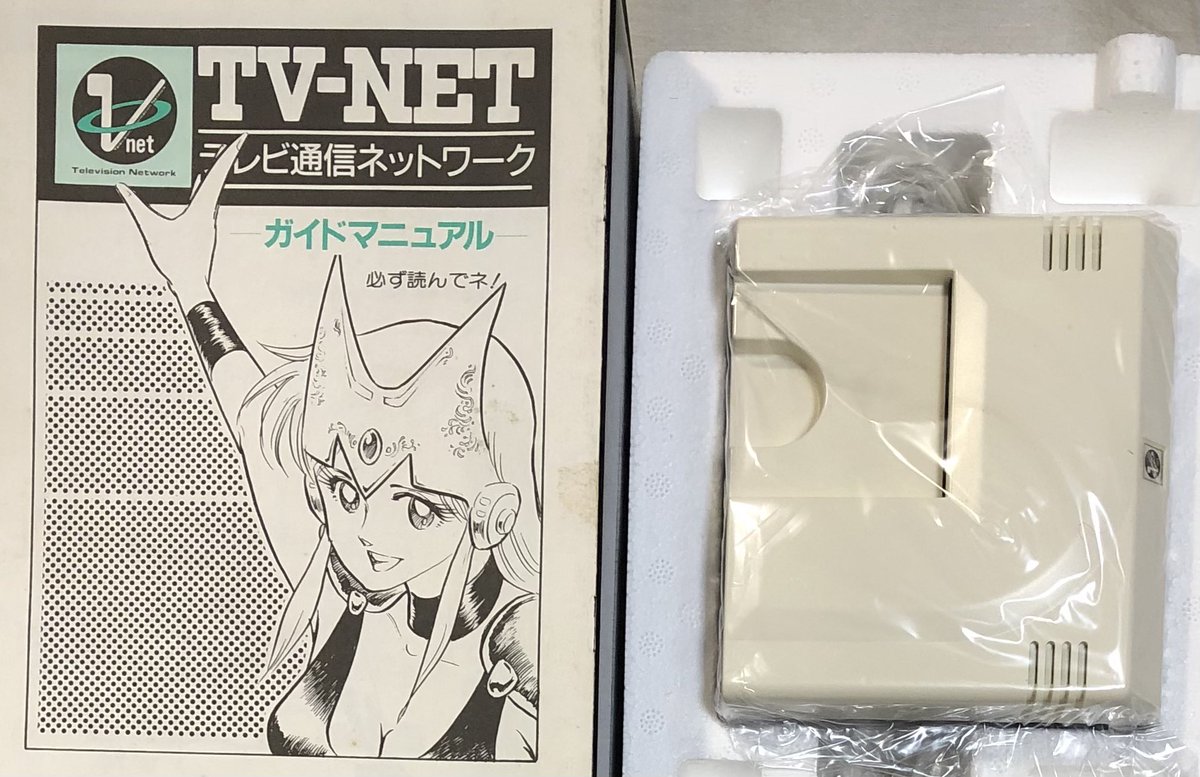 TV-NET
V
net
Television Network
テレビ通信ネットワーク
ガイドマニュアル
必ず読んでネ!